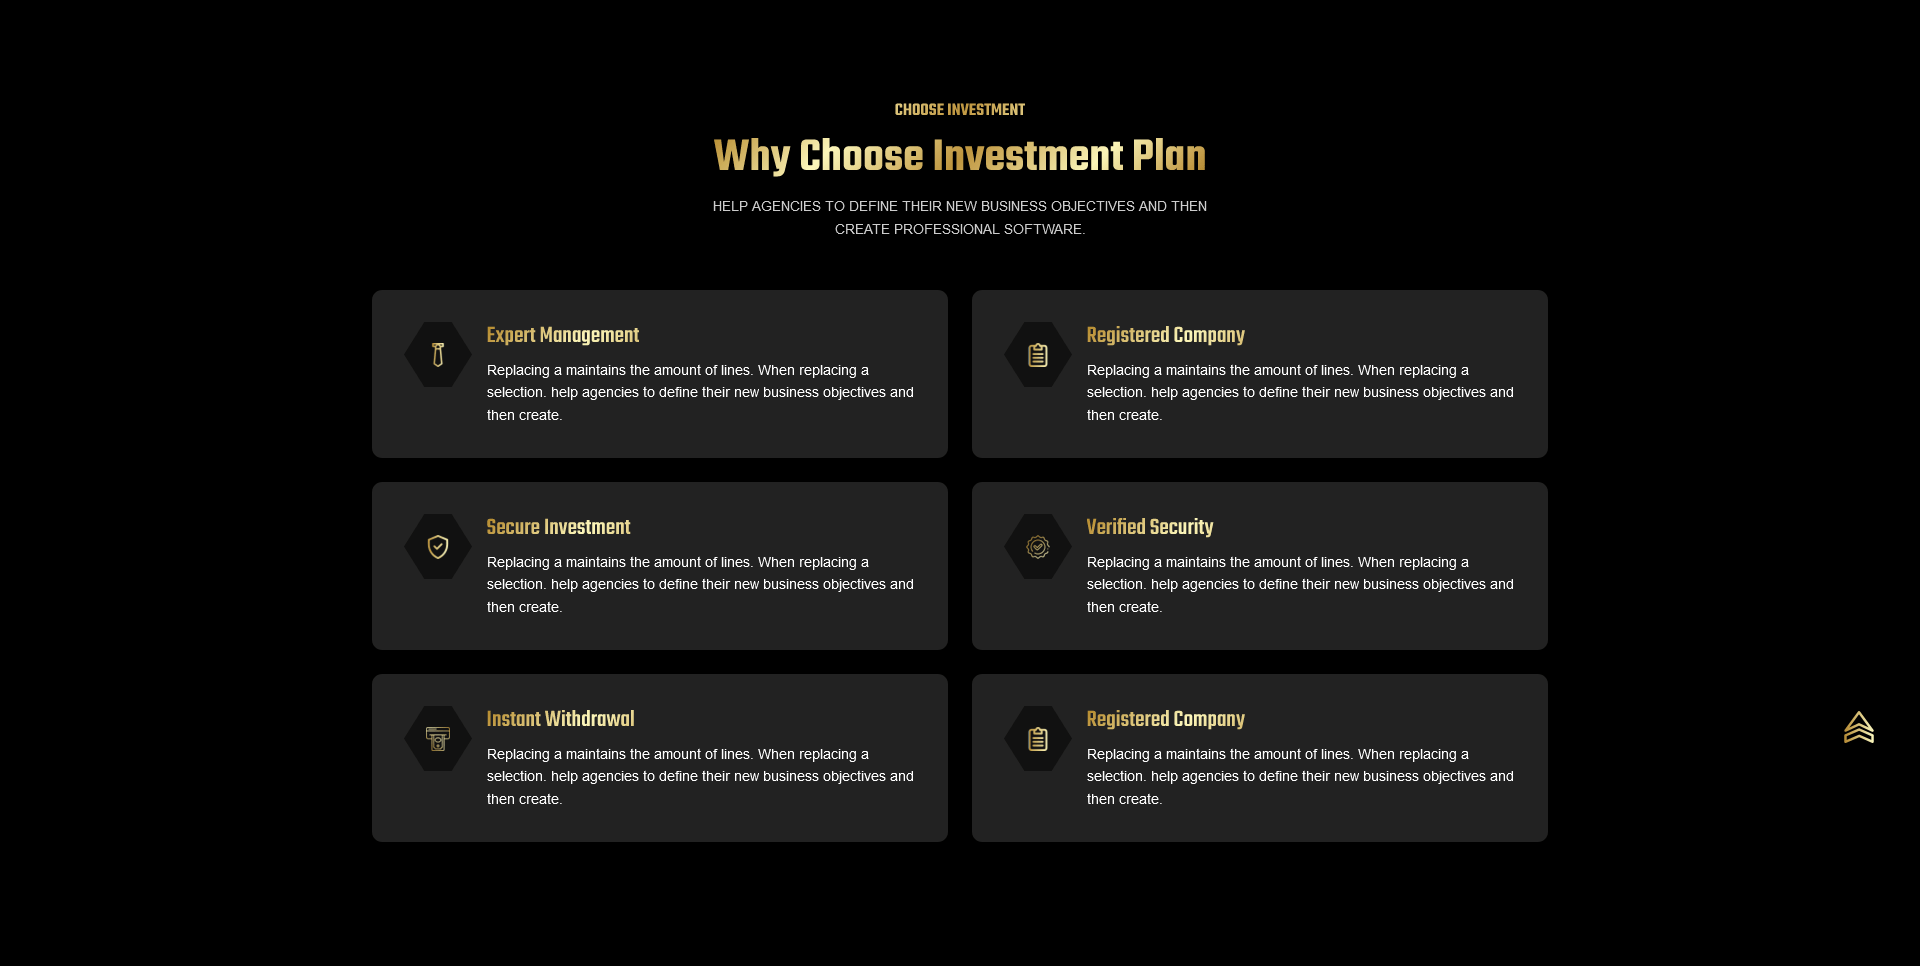 CHOOSE INVESTMENT
Why Choose Investment Plan
HELP AGENCIES TO DEFINE THEIR NEW BUSINESS OBJECTIVES AND THEN
CREATE PROFESSIONAL SOFTWARE.
Expert Management
Replacing a maintains the amount of lines. When replacing a
selection. help agencies to define their new business objectives and
then create.
Registered Company
Replacing a maintains the amount of lines. When replacing a
selection. help agencies to define their new business objectives and
then create.
Secure Investment
Replacing a maintains the amount of lines. When replacing a
selection. help agencies to define their new business objectives and
then create.
Verified Security
Replacing a maintains the amount of lines. When replacing a
selection. help agencies to define their new business objectives and
then create.
Instant Withdrawal
Replacing a maintains the amount of lines. When replacing a
selection. help agencies to define their new business objectives and
then create.
Registered Company
Replacing a maintains the amount of lines. When replacing a
selection. help agencies to define their new business objectives and
then create.